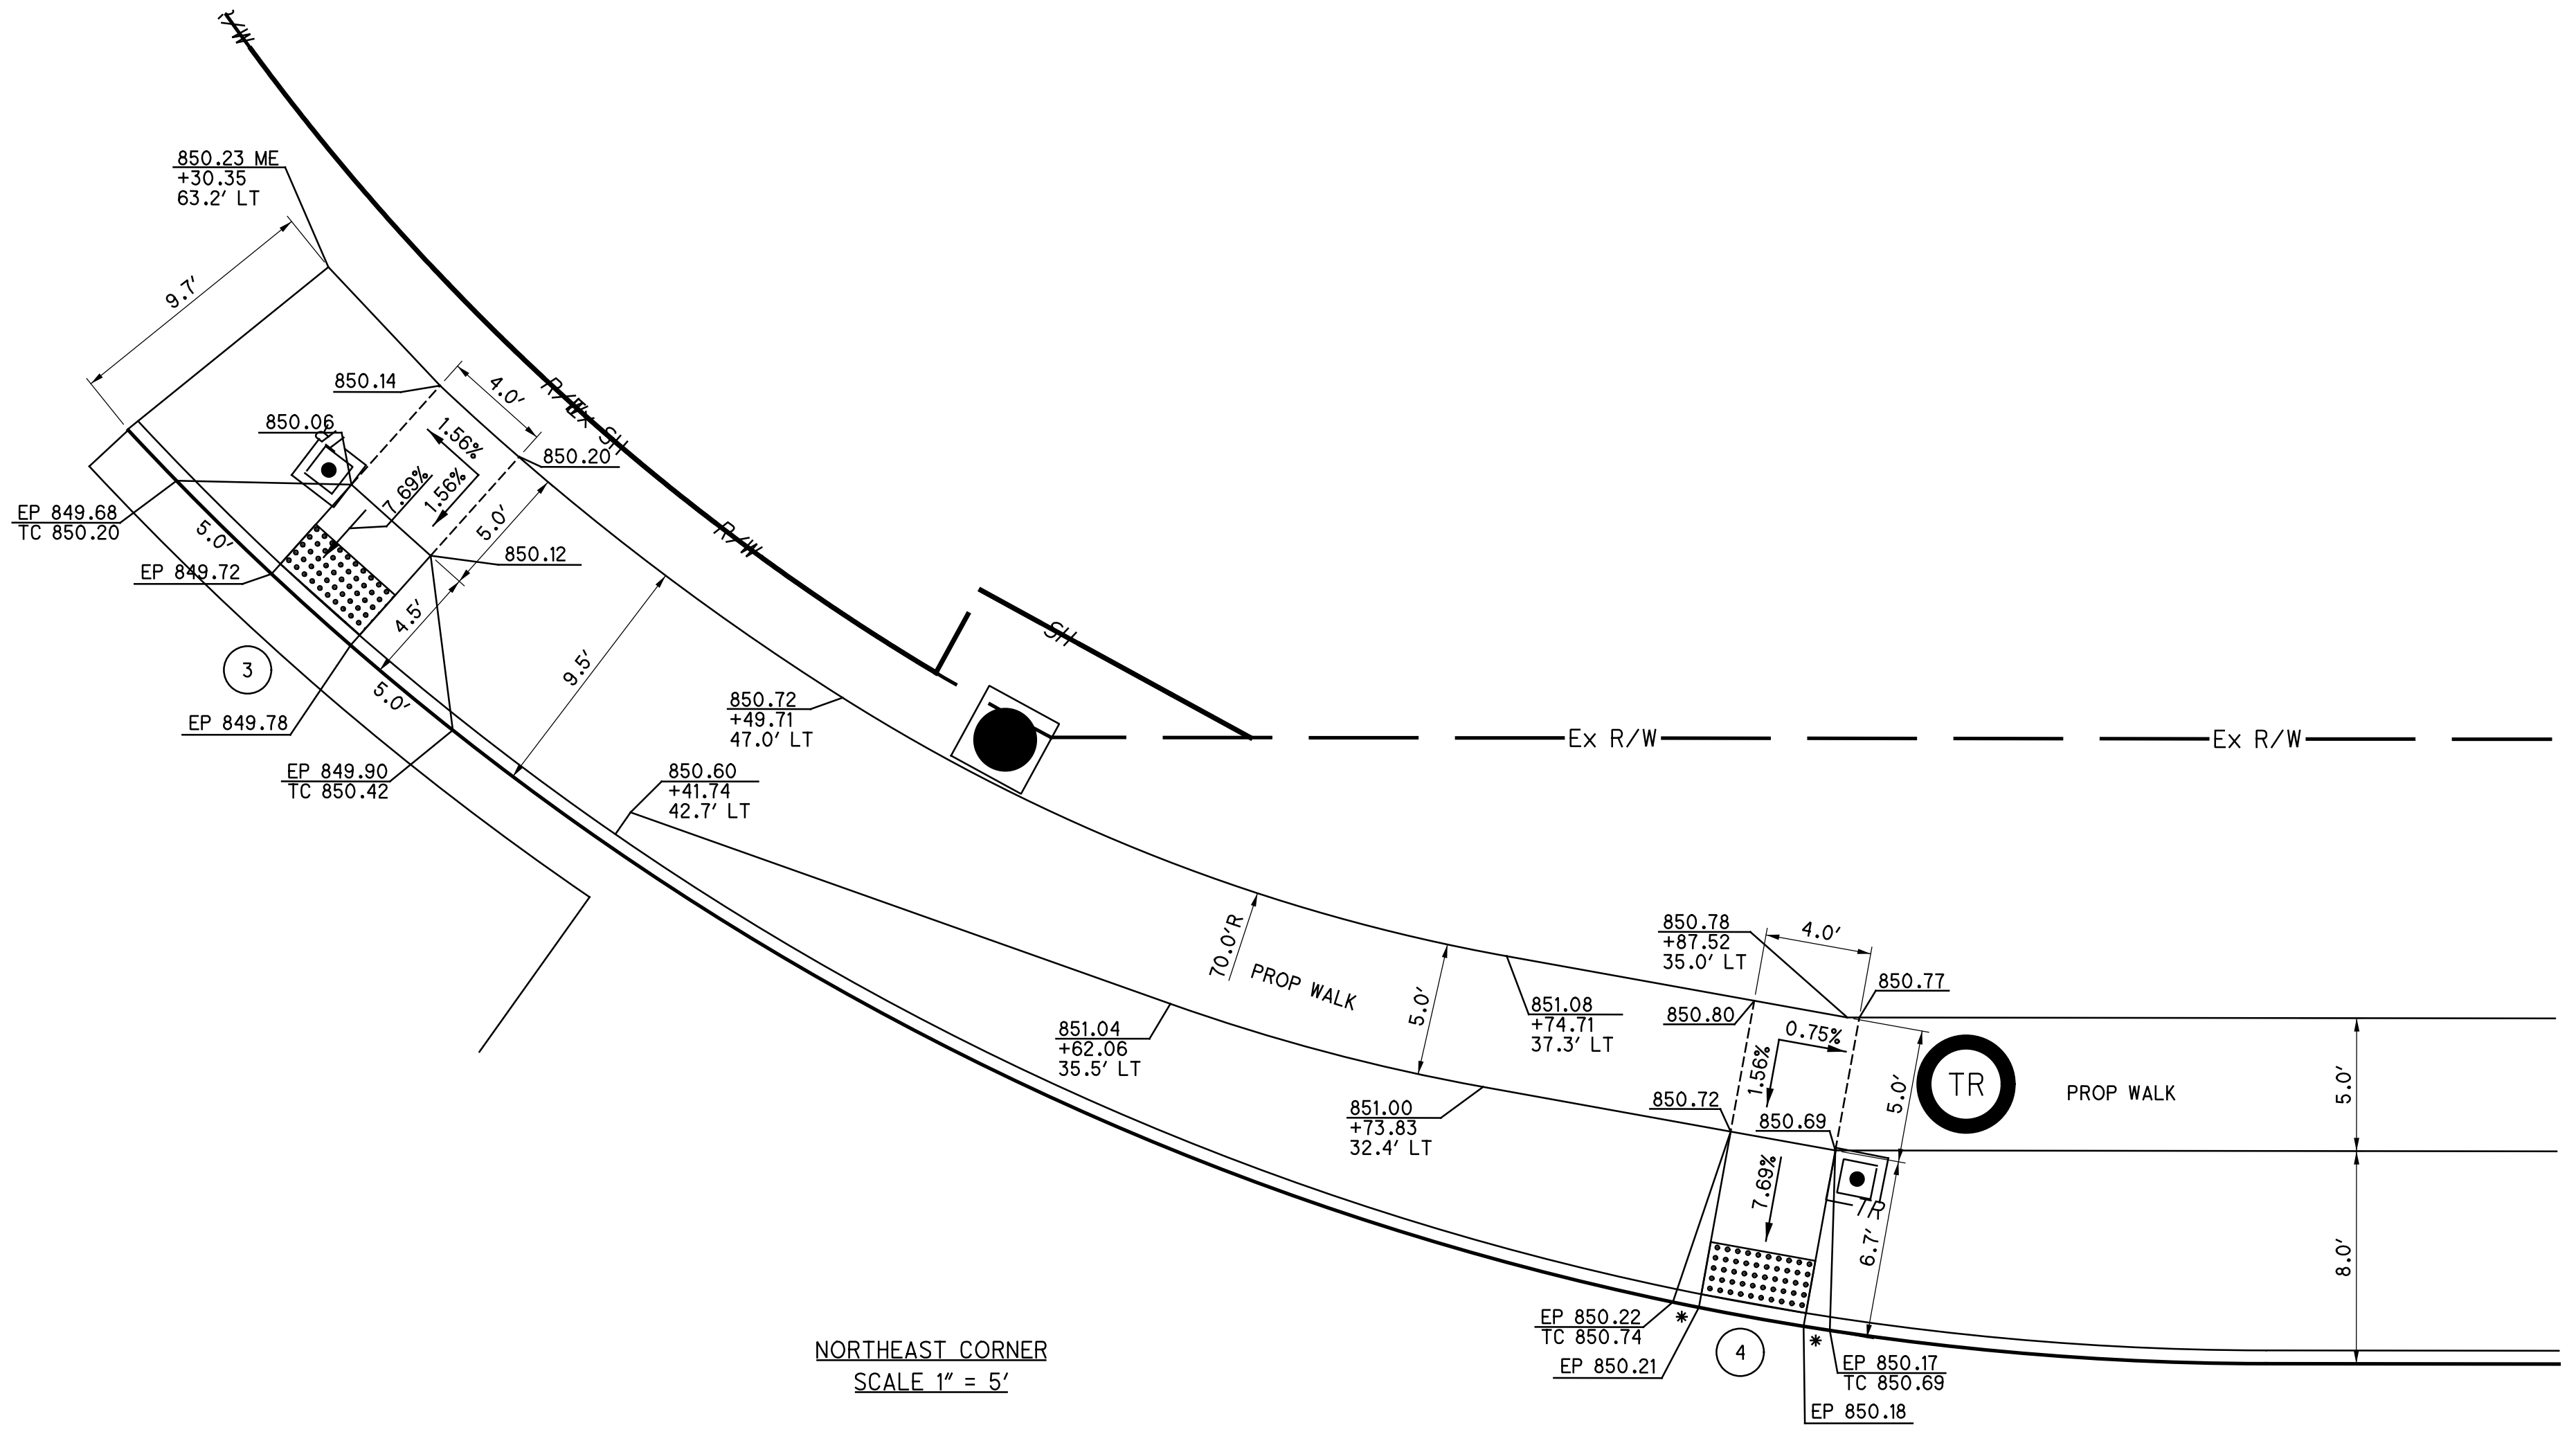 R/W
850.23 ME
+30.35
63.2' LT
9.7'
850.14
4.0'
R/W
Ex SH
850.06
1.56%
850.20
7.69%
1.56%
EP 849.68
TC 850.20
5.0'
5.0'
R/W
850.12
EP 849.72
4.5'
SH
3
9.5'
5.0'
EP 849.78
850.72
+49.71
47.0' LT
Ex R/W
Ex R/W
EP 849.90
TC 850.42
850.60
+41.74
42.7' LT
70.0'R
PROP WALK
850.78
+87.52
35.0' LT
4.0'
850.77
5.0'
851.08
+74.71
37.3' LT
850.80
0.75%
851.04
+62.06
35.5' LT
1.56%
TR
PROP WALK
5.0'
5.0'
851.00
+73.83
32.4' LT
850.72
850.69
7.69%
TR
6.7'
8.0'
EP 850.22
TC 850.74
*
*
EP 850.21
4
EP 850.17
TC 850.69
EP 850.18
NORTHEAST CORNER
SCALE 1" = 5'